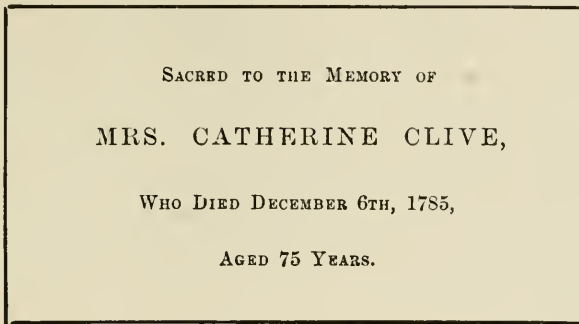 SACRED TO THE MEMORY OF
MRS. CATHERINE CLIVE,
WHO DIED DECEMBER 6TH, 1785,
AGED 75 YEARS.